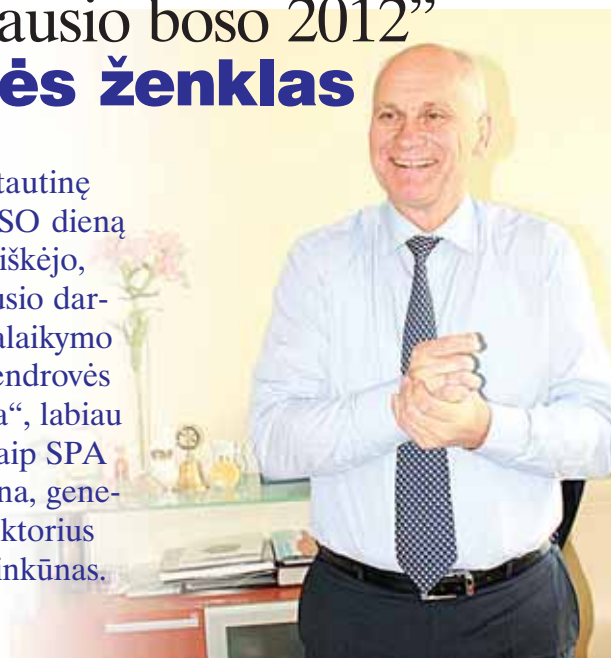 ausio boso 2012”
ės ženklas
tautinę
SO dieną
iškėjo,
usio dar-
alaikymo
endrovės
a“, labiau
aip SPA
na, gene-
ktorius
inkūnas.